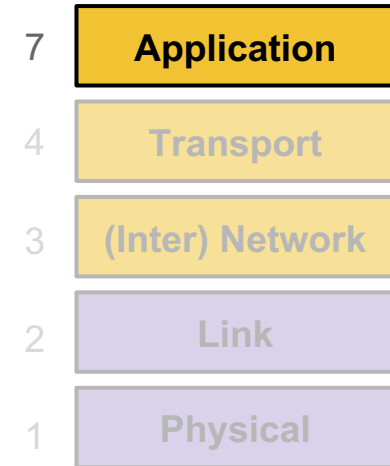 7 Application
4 Transport
3 (Inter) Network
2 Link
1 Physical